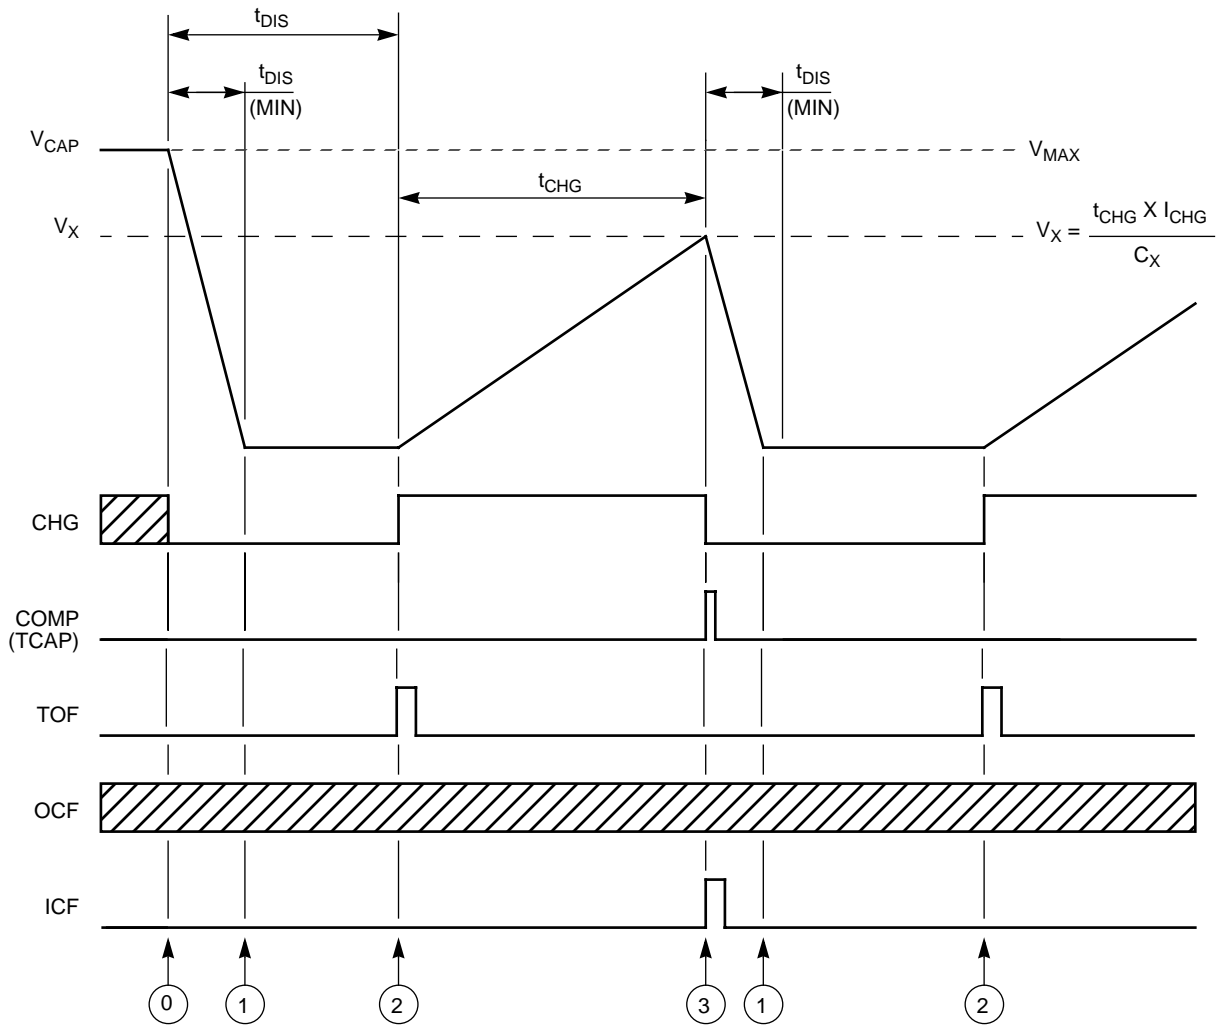 tDIS
tDIS
(MIN)
tDIS
(MIN)
VCAP
VMAX
tCHG
VX
VX = tCHG X ICHG
CX
CHG
COMP
(TCAP)
TOF
OCF
ICF
0
1
2
3
1
2